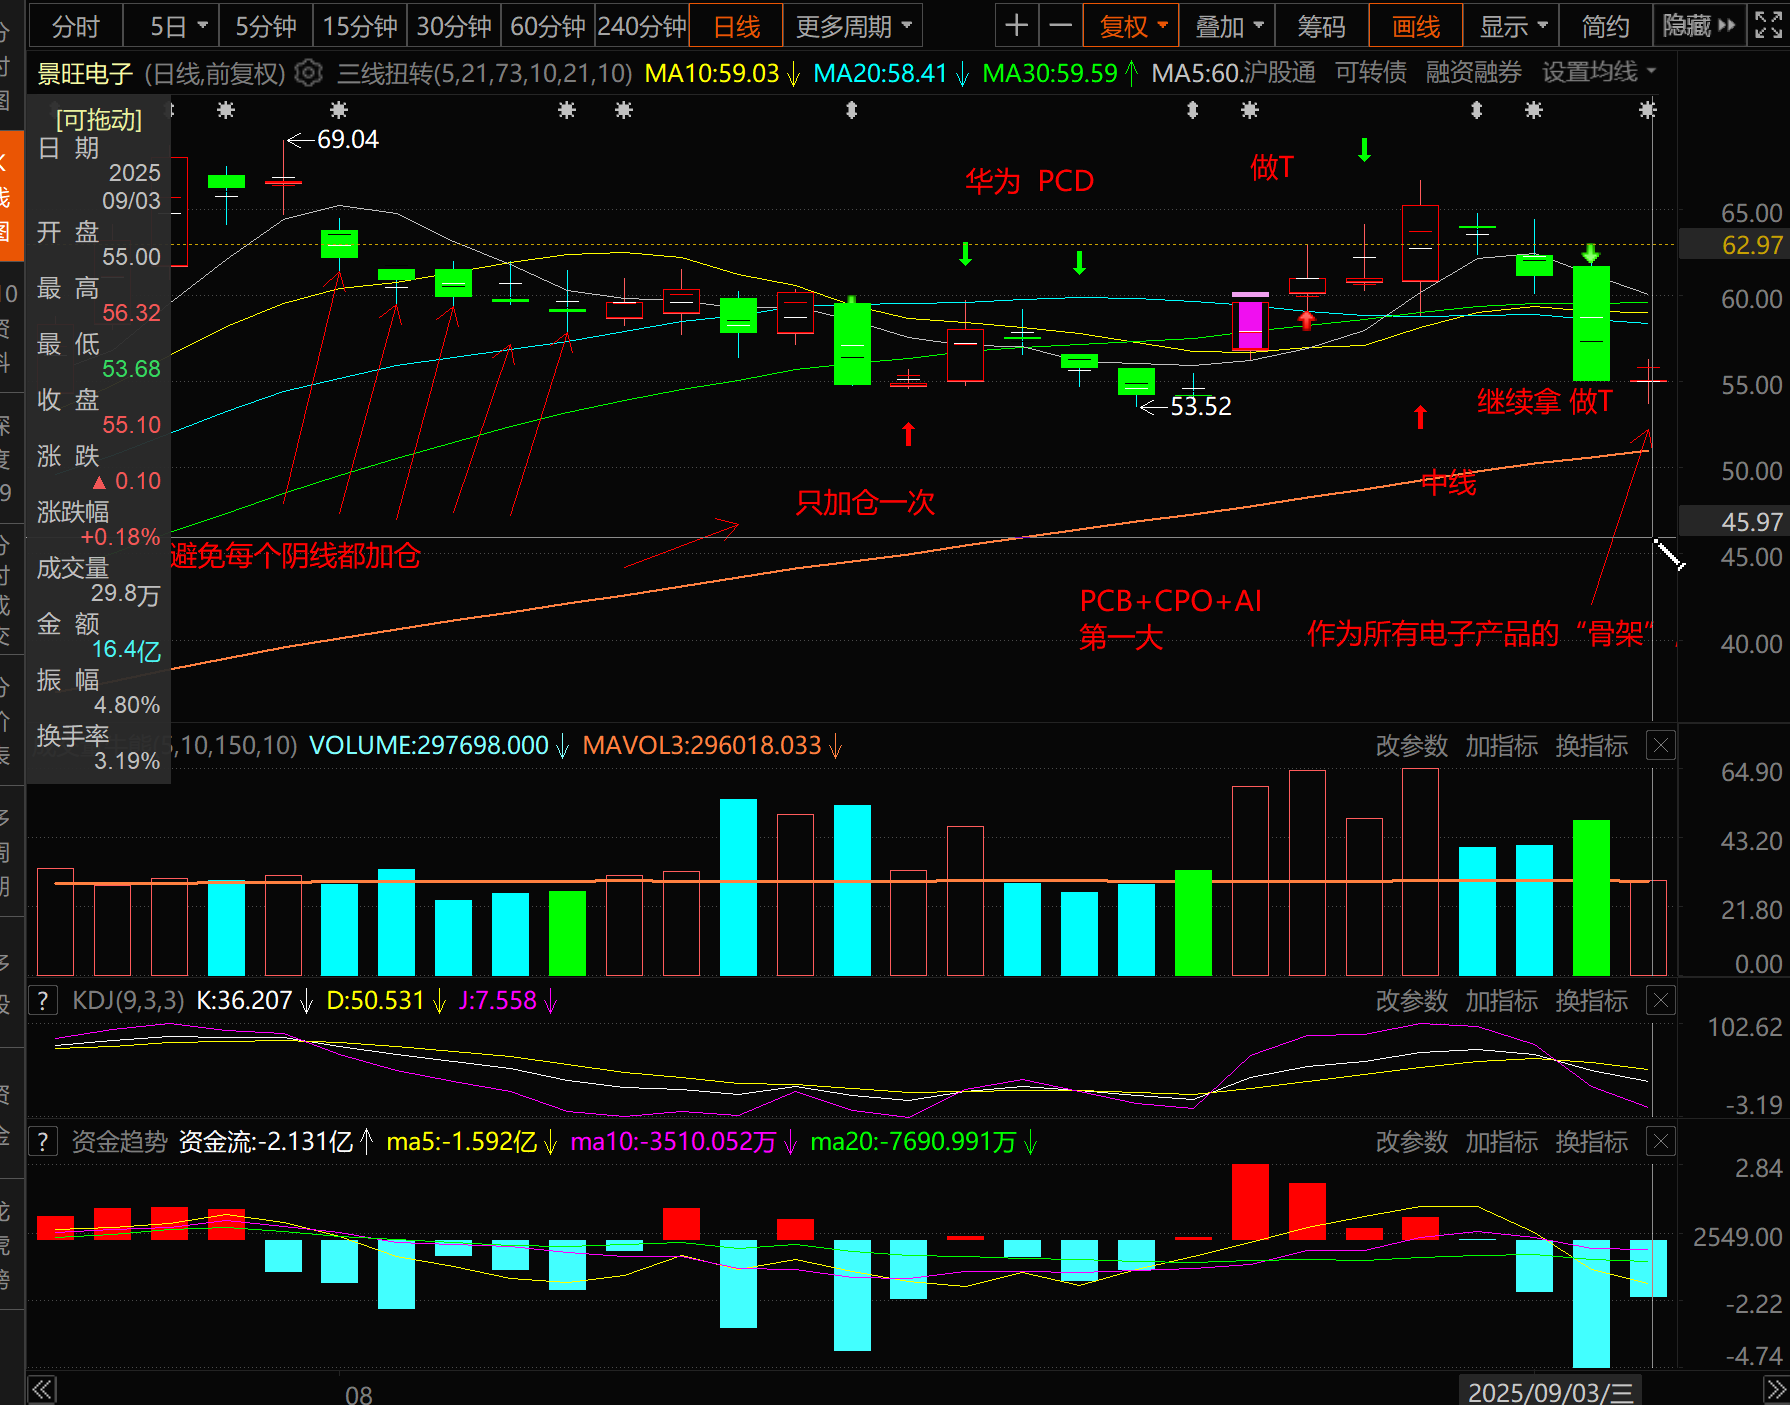 分时 5日 5分钟 15分钟 30分钟 60分钟 240分钟 日线 更多周期 复权 叠加 筹码 画线 显示 简约 隐藏
景旺电子 (日线,前复权) 三线扭转(5,21,73,10,21,10) MA10:59.03↓ MA20:58.41↓ MA30:59.59↑ MA5:60. 沪股通 可转债 融资融券 设置均线
[可拖动]
日 期
2025
09/03
开 盘
55.00
最 高
56.32
最 低
53.68
收 盘
55.10
涨 跌
▲ 0.10
涨跌幅
+0.18%
成交量
29.8万
金 额
16.4亿
振 幅
4.80%
换手率
3.19%
←69.04
华为 PCD
做T
←53.52
继续拿 做T
只加仓一次
中线
避免每个阴线都加仓
PCB+CPO+AI
第一大
作为所有电子产品的“骨架”
65.00
62.97
60.00
55.00
50.00
45.97
45.00
40.00
5,10,150,10) VOLUME:297698.000↓ MAVOL3:296018.033↓ 改参数 加指标 换指标
64.90
43.20
21.80
0.00
? KDJ(9,3,3) K:36.207↓ D:50.531↓ J:7.558↓ 改参数 加指标 换指标
102.62
-3.19
? 资金趋势 资金流:-2.131亿↑ ma5:-1.592亿↓ ma10:-3510.052万↓ ma20:-7690.991万↓ 改参数 加指标 换指标
2.84
2549.00
-2.22
-4.74
08 2025/09/03/三